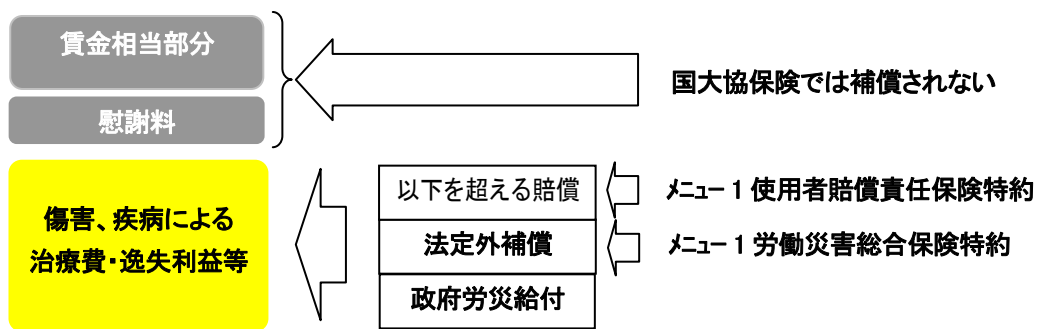 賃金相当部分
国大協保険では補償されない
慰謝料
以下を超える賠償
メニュー1使用者賠償責任保険特約
傷害、疾病による
治療費・逸失利益等
法定外補償
メニュー1労働災害総合保険特約
政府労災給付